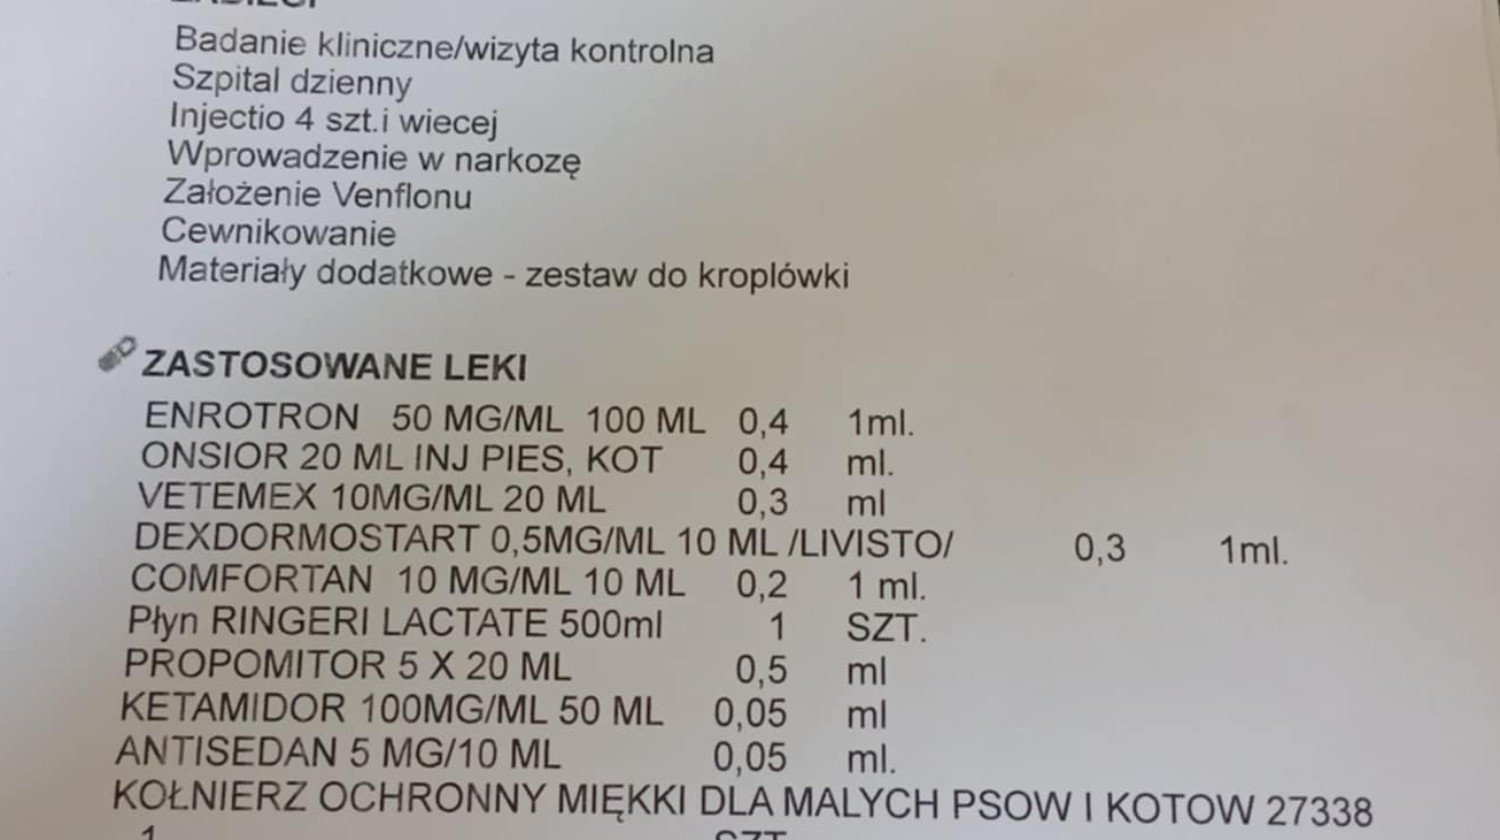 Badanie kliniczne/wizyta kontrolna
Szpital dzienny
Injectio 4 szt.i wiecej
Wprowadzenie w narkozę
Założenie Venflonu
Cewnikowanie
Materiały dodatkowe - zestaw do kroplówki
ZASTOSOWANE LEKI
ENROTRON 50 MG/ML 100 ML 0,4 1ml.
ONSIOR 20 ML INJ PIES, KOT 0,4 ml.
VETEMEX 10MG/ML 20 ML 0,3 ml
DEXDORMOSTART 0,5MG/ML 10 ML /LIVISTO/ 0,3 1ml.
COMFORTAN 10 MG/ML 10 ML 0,2 1 ml.
Płyn RINGERI LACTATE 500ml 1 SZT.
PROPOMITOR 5 X 20 ML 0,5 ml
KETAMIDOR 100MG/ML 50 ML 0,05 ml
ANTISEDAN 5 MG/10 ML 0,05 ml.
KOŁNIERZ OCHRONNY MIĘKKI DLA MALYCH PSOW I KOTOW 27338